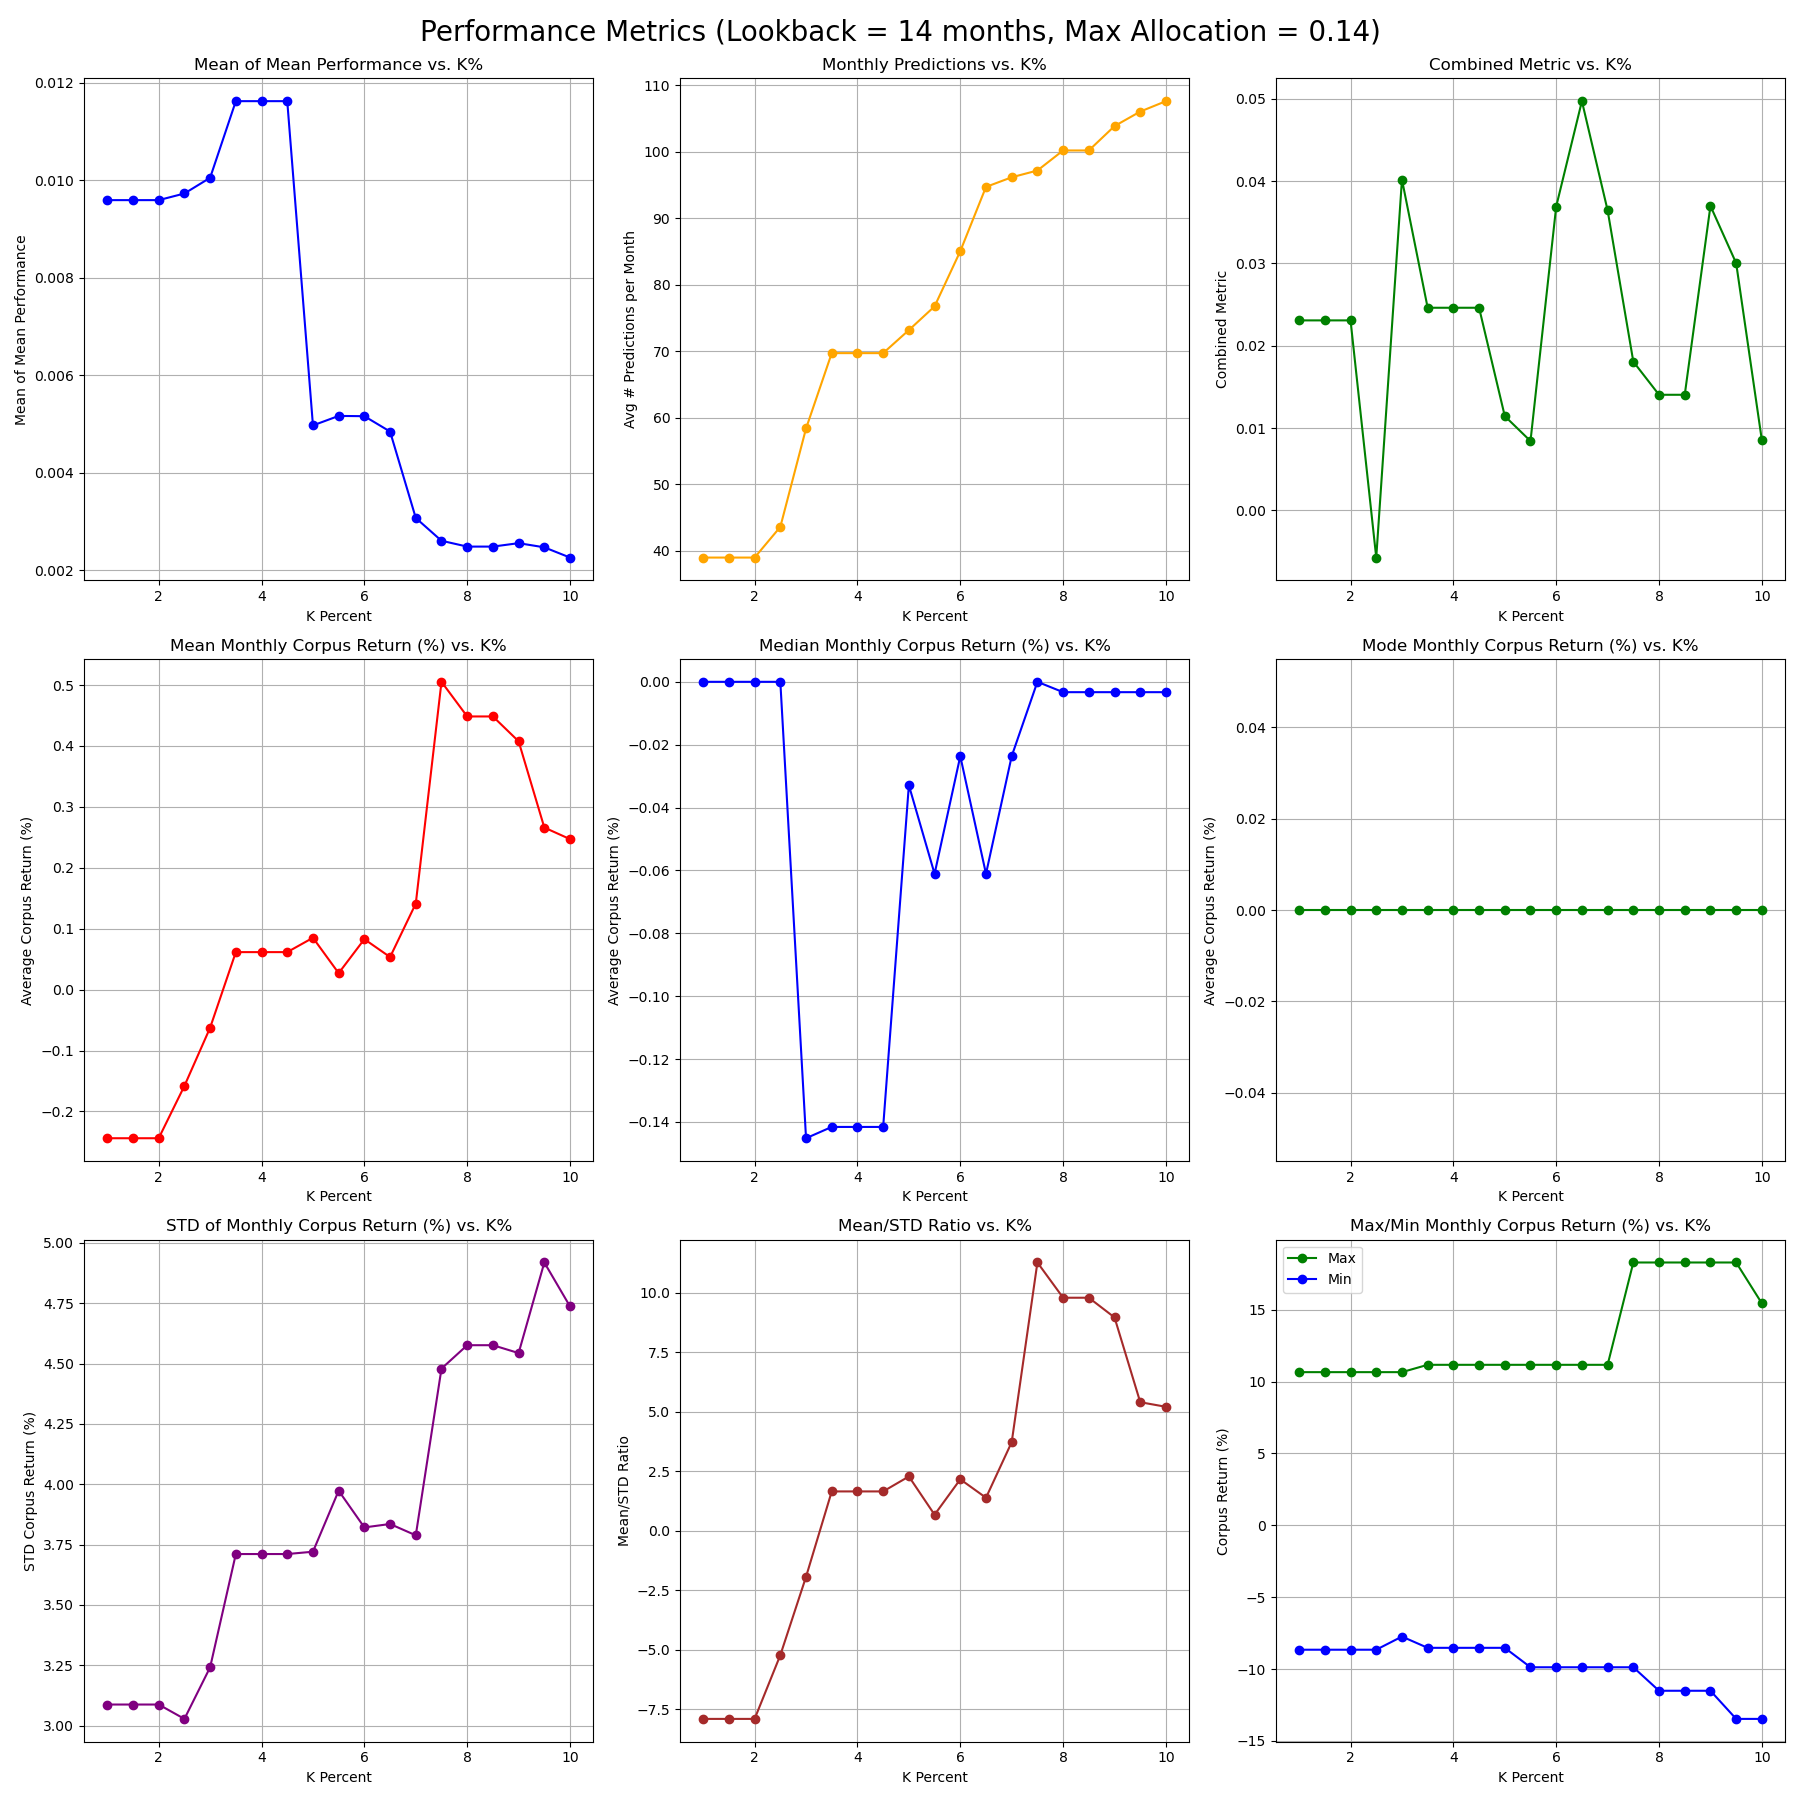 Performance Metrics (Lookback = 14 months, Max Allocation = 0.14)
Mean of Mean Performance vs. K%
0.012
0.010
0.008
0.006
0.004
0.002
Mean of Mean Performance
2 4 6 8 10
K Percent
Monthly Predictions vs. K%
110
100
90
80
70
60
50
40
Avg # Predictions per Month
2 4 6 8 10
K Percent
Combined Metric vs. K%
0.05
0.04
0.03
0.02
0.01
0.00
Combined Metric
2 4 6 8 10
K Percent
Mean Monthly Corpus Return (%) vs. K%
0.5
0.4
0.3
0.2
0.1
0.0
−0.1
−0.2
Average Corpus Return (%)
2 4 6 8 10
K Percent
Median Monthly Corpus Return (%) vs. K%
0.00
−0.02
−0.04
−0.06
−0.08
−0.10
−0.12
−0.14
Average Corpus Return (%)
2 4 6 8 10
K Percent
Mode Monthly Corpus Return (%) vs. K%
0.04
0.02
0.00
−0.02
−0.04
Average Corpus Return (%)
2 4 6 8 10
K Percent
STD of Monthly Corpus Return (%) vs. K%
5.00
4.75
4.50
4.25
4.00
3.75
3.50
3.25
3.00
STD Corpus Return (%)
2 4 6 8 10
K Percent
Mean/STD Ratio vs. K%
10.0
7.5
5.0
2.5
0.0
−2.5
−5.0
−7.5
Mean/STD Ratio
2 4 6 8 10
K Percent
Max/Min Monthly Corpus Return (%) vs. K%
Max
Min
15
10
5
0
−5
−10
−15
Corpus Return (%)
2 4 6 8 10
K Percent